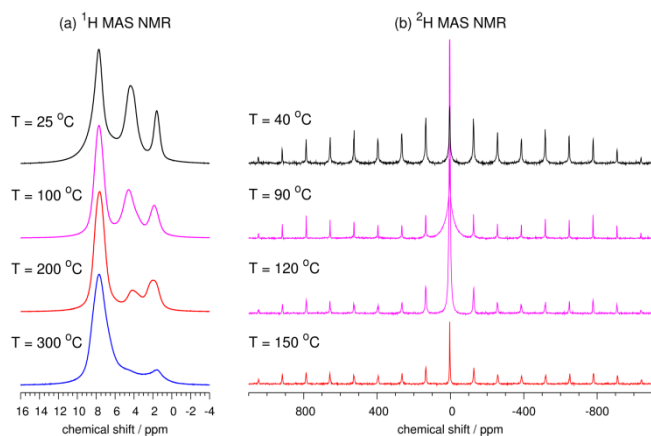 (a) ¹H MAS NMR
T = 25 °C
T = 100 °C
T = 200 °C
T = 300 °C
16 12 10 8 6 4 2 0 -2 -4
chemical shift / ppm
(b) ²H MAS NMR
T = 40 °C
T = 90 °C
T = 120 °C
T = 150 °C
800 400 0 -400 -800
chemical shift / ppm